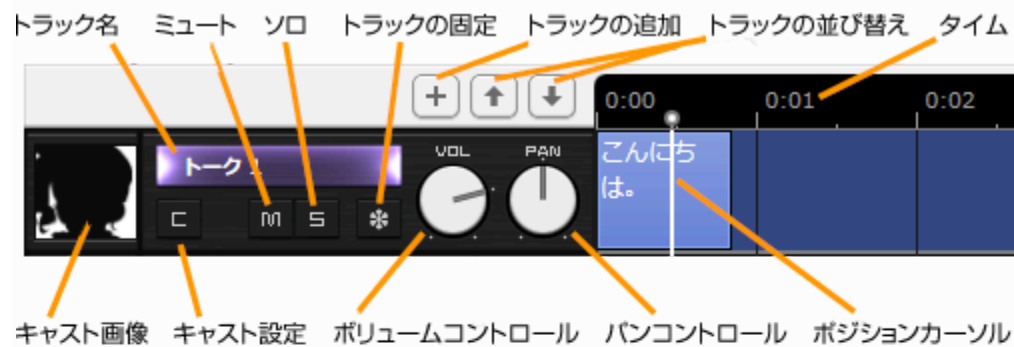 トラック名 ミュート ソロ トラックの固定 トラックの追加 トラックの並び替え タイム
0:00 0:01 0:02
トーク 1
VOL PAN
こんにち
は。
C M S
キャスト画像 キャスト設定 ボリュームコントロール パンコントロール ポジションカーソル